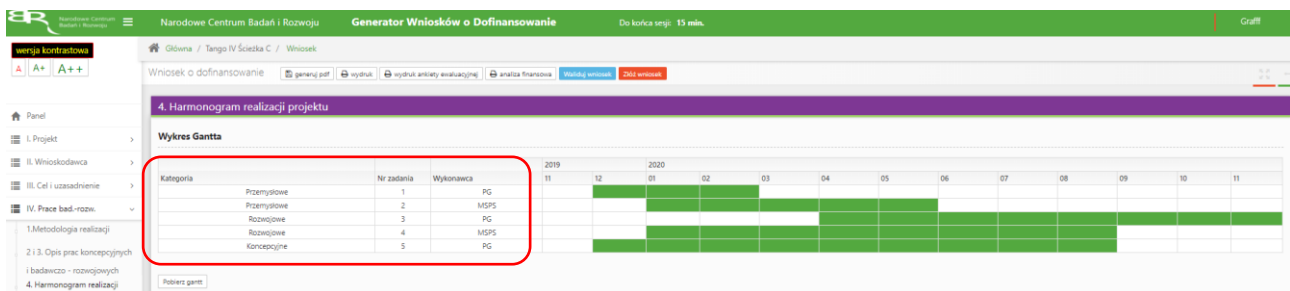 Narodowe Centrum Badań i Rozwoju
Narodowe Centrum Badań i Rozwoju Generator Wniosków o Dofinansowanie Do końca sesji: 15 min. Grafff
wersja kontrastowa
A A+ A++
Główna / Tango IV Ścieżka C / Wniosek
Wniosek o dofinansowanie generuj pdf wydruk wydruk ankiety ewaluacyjnej analiza finansowa Waliduj wniosek Złóż wniosek
Panel
I. Projekt
II. Wnioskodawca
III. Cel i uzasadnienie
IV. Prace bad.-rozw.
1.Metodologia realizacji
2 i 3. Opis prac koncepcyjnych
i badawczo - rozwojowych
4. Harmonogram realizacji
4. Harmonogram realizacji projektu
Wykres Gantta
2019 2020
Kategoria Nr zadania Wykonawca 11 12 01 02 03 04 05 06 07 08 09 10 11
Przemysłowe 1 PG
Przemysłowe 2 MSPS
Rozwojowe 3 PG
Rozwojowe 4 MSPS
Koncepcyjne 5 PG
Pobierz gantt